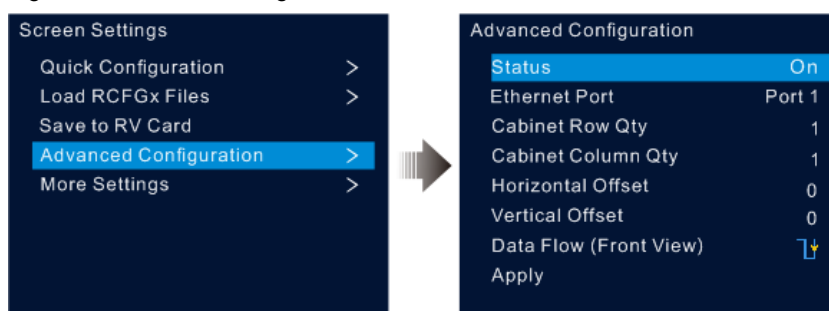 Screen Settings
Quick Configuration >
Load RCFGx Files >
Save to RV Card
Advanced Configuration >
More Settings >
Advanced Configuration
Status On
Ethernet Port Port 1
Cabinet Row Qty 1
Cabinet Column Qty 1
Horizontal Offset 0
Vertical Offset 0
Data Flow (Front View)
Apply